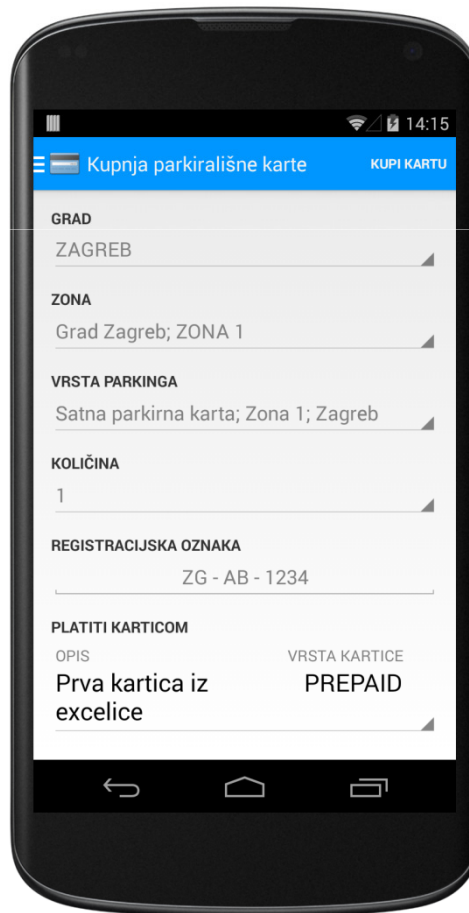 14:15
Kupnja parkirališne karte KUPI KARTU
GRAD
ZAGREB
ZONA
Grad Zagreb; ZONA 1
VRSTA PARKINGA
Satna parkirna karta; Zona 1; Zagreb
KOLIČINA
1
REGISTRACIJSKA OZNAKA
ZG - AB - 1234
PLATITI KARTICOM
OPIS VRSTA KARTICE
Prva kartica iz PREPAID
excelice